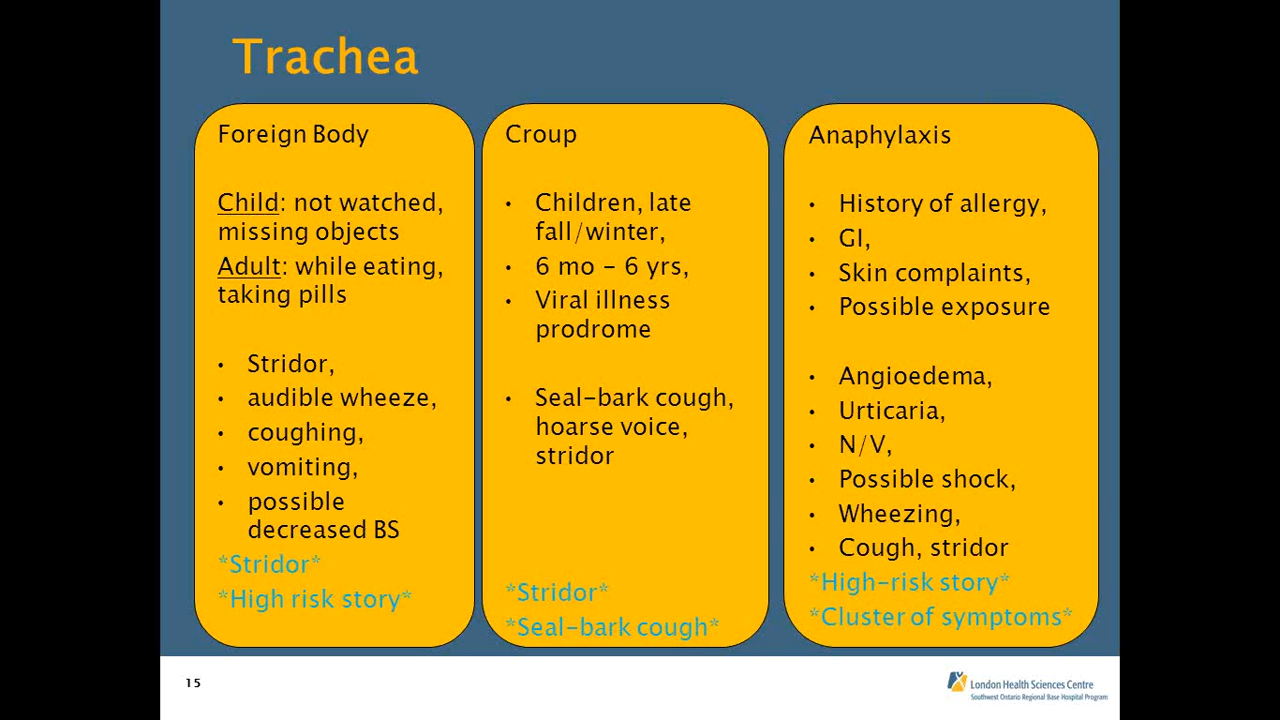 Trachea
Foreign Body
Child: not watched,
missing objects
Adult: while eating,
taking pills
• Stridor,
• audible wheeze,
• coughing,
• vomiting,
• possible
decreased BS
*Stridor*
*High risk story*
Croup
• Children, late
fall/winter,
• 6 mo – 6 yrs,
• Viral illness
prodrome
• Seal-bark cough,
hoarse voice,
stridor
*Stridor*
*Seal-bark cough*
Anaphylaxis
• History of allergy,
• GI,
• Skin complaints,
• Possible exposure
• Angioedema,
• Urticaria,
• N/V,
• Possible shock,
• Wheezing,
• Cough, stridor
*High-risk story*
*Cluster of symptoms*
15
London Health Sciences Centre
Southwest Ontario Regional Base Hospital Program